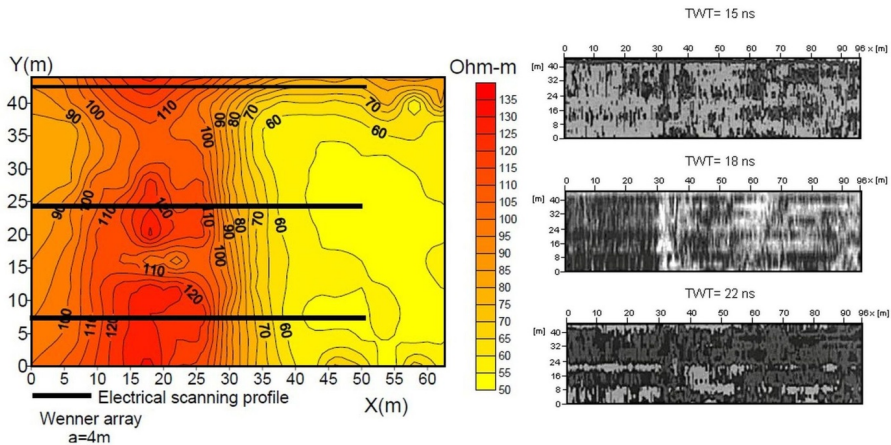 Y(m)
40
35
30
25
20
15
10
5
0
0 5 10 15 20 25 30 35 40 45 50 55 60
X(m)
90 100 110 100 90 80 70 60 70 60
90 100 110 120 110 90 80 70 60
110 100
100 110 120 120 70 60
Electrical scanning profile
Wenner array
a=4m
Ohm-m
135
130
125
120
115
110
105
100
95
90
85
80
75
70
65
60
55
50
TWT= 15 ns
0 10 20 30 40 50 60 70 80 96 x [m]
[m]
40
32
24
16
8
0
TWT= 18 ns
0 10 20 30 40 50 60 70 80 96 x [m]
[m]
40
32
24
16
8
0
TWT= 22 ns
0 10 20 30 40 50 60 70 80 96 x [m]
[m]
40
32
24
16
8
0